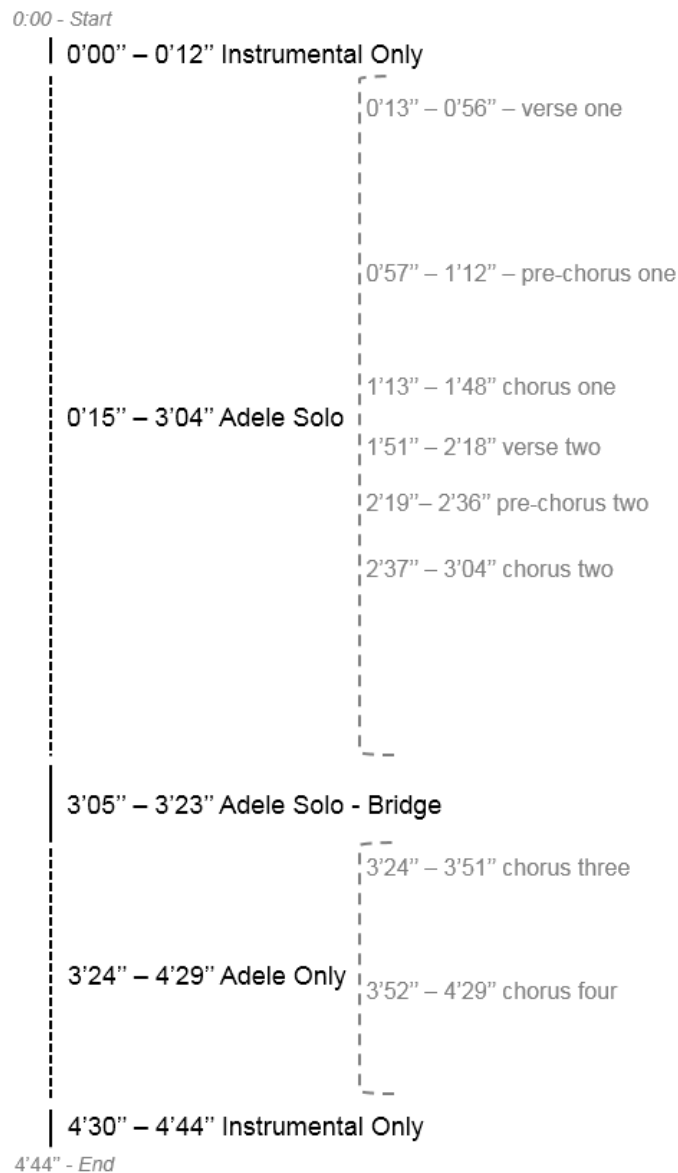 0:00 - Start
0’00” – 0’12” Instrumental Only
0’13” – 0’56” – verse one
0’57” – 1’12” – pre-chorus one
1’13” – 1’48” chorus one
0’15” – 3’04” Adele Solo
1’51” – 2’18” verse two
2’19”– 2’36” pre-chorus two
2’37” – 3’04” chorus two
3’05” – 3’23” Adele Solo - Bridge
3’24” – 3’51” chorus three
3’24” – 4’29” Adele Only
3’52” – 4’29” chorus four
4’30” – 4’44” Instrumental Only
4’44” - End